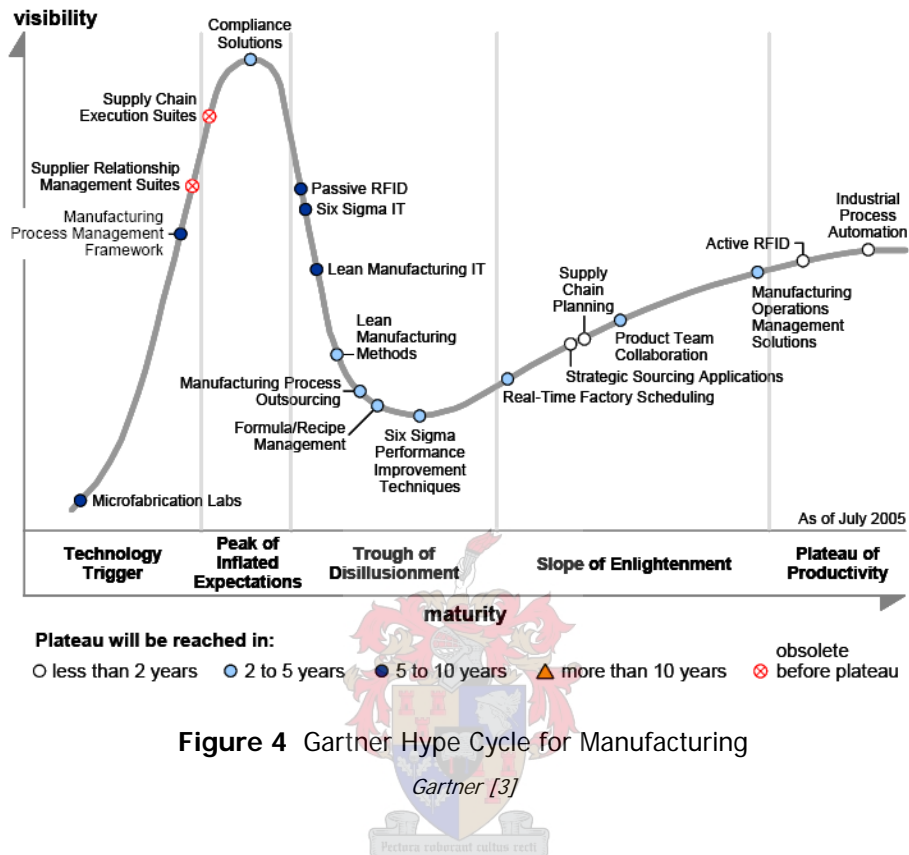 visibility
Compliance
Solutions
Supply Chain
Execution Suites
Supplier Relationship
Management Suites
Manufacturing
Process Management
Framework
Microfabrication Labs
Passive RFID
Six Sigma IT
Lean Manufacturing IT
Lean
Manufacturing
Methods
Manufacturing Process
Outsourcing
Formula/Recipe
Management
Six Sigma
Performance
Improvement
Techniques
Real-Time Factory Scheduling
Strategic Sourcing Applications
Supply
Chain
Planning
Product Team
Collaboration
Manufacturing
Operations
Management
Solutions
Active RFID
Industrial
Process
Automation
As of July 2005
Technology
Trigger
Peak of
Inflated
Expectations
Trough of
Disillusionment
Slope of Enlightenment
Plateau of
Productivity
maturity
Plateau will be reached in:
less than 2 years
2 to 5 years
5 to 10 years
more than 10 years
obsolete
before plateau
Figure 4 Gartner Hype Cycle for Manufacturing
Gartner [3]
Pectora roborant cultus recti